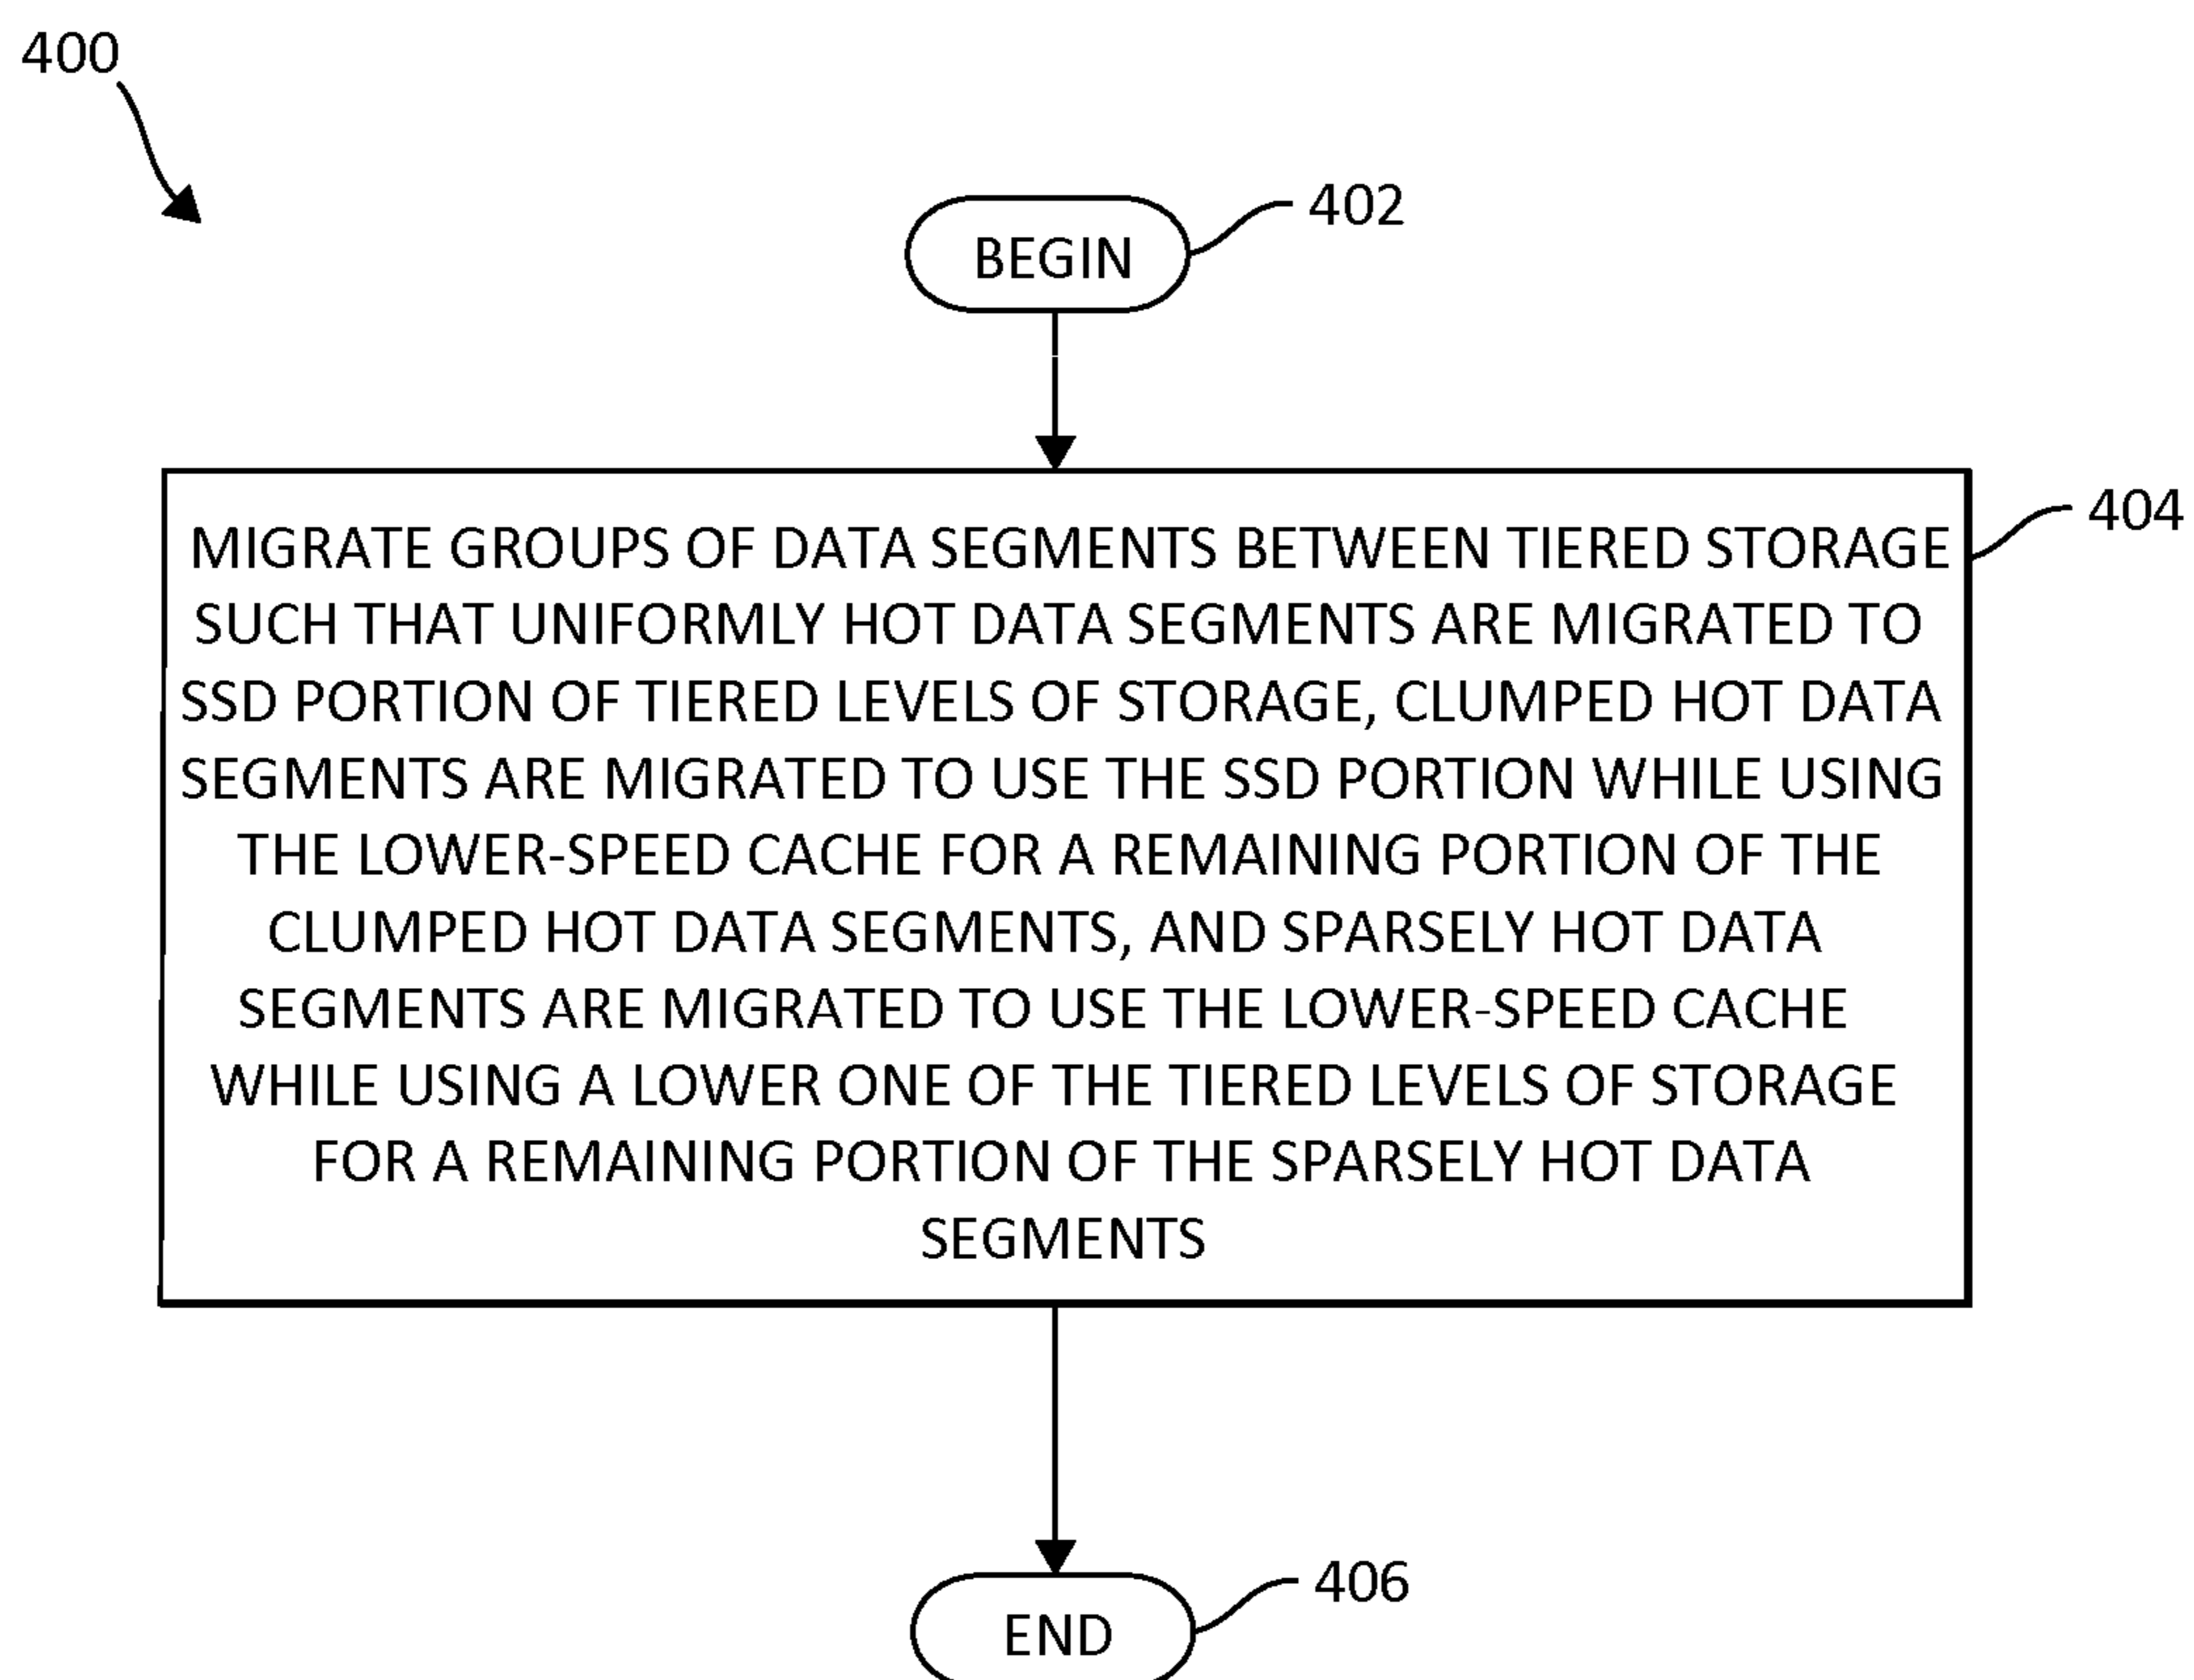 400
402
BEGIN
404
MIGRATE GROUPS OF DATA SEGMENTS BETWEEN TIERED STORAGE
SUCH THAT UNIFORMLY HOT DATA SEGMENTS ARE MIGRATED TO
SSD PORTION OF TIERED LEVELS OF STORAGE, CLUMPED HOT DATA
SEGMENTS ARE MIGRATED TO USE THE SSD PORTION WHILE USING
THE LOWER-SPEED CACHE FOR A REMAINING PORTION OF THE
CLUMPED HOT DATA SEGMENTS, AND SPARSELY HOT DATA
SEGMENTS ARE MIGRATED TO USE THE LOWER-SPEED CACHE
WHILE USING A LOWER ONE OF THE TIERED LEVELS OF STORAGE
FOR A REMAINING PORTION OF THE SPARSELY HOT DATA
SEGMENTS
406
END